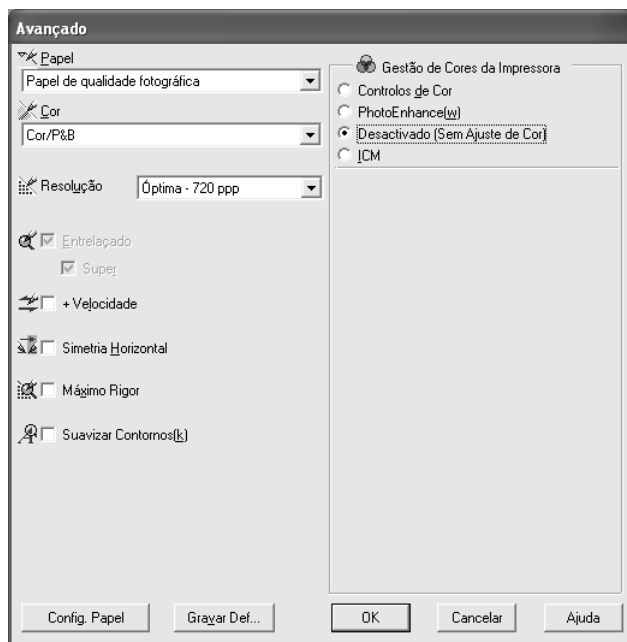 Avançado
Papel
Papel de qualidade fotográfica
Cor
Cor/P&B
Resolução
Óptima - 720 ppp
Entrelaçado
Super
+ Velocidade
Simetria Horizontal
Máximo Rigor
Suavizar Contornos(k)
Gestão de Cores da Impressora
Controlos de Cor
PhotoEnhance(w)
Desactivado (Sem Ajuste de Cor)
ICM
Config. Papel
Gravar Def...
OK
Cancelar
Ajuda